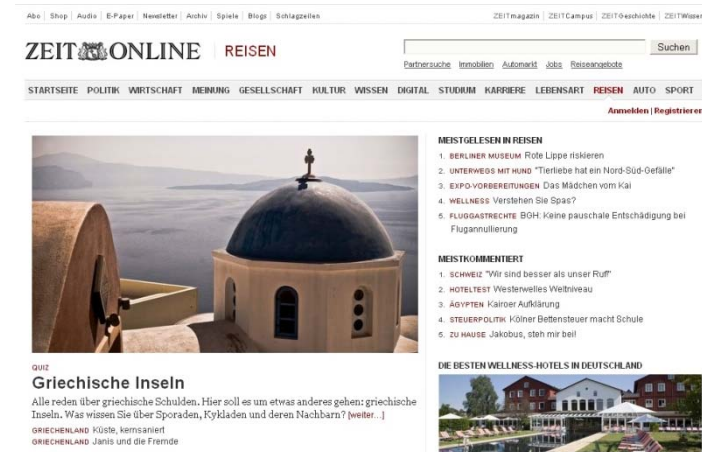 Abo | Shop | Audio | E-Paper | Newsletter | Archiv | Spiele | Blogs | Schlagzeilen
ZEITmagazin | ZEITCampus | ZEITGeschichte | ZEITWissen
ZEIT ONLINE | REISEN
Suchen
Partnersuche Immobilien Automarkt Jobs Reiseangebote
STARTSEITE POLITIK WIRTSCHAFT MEINUNG GESELLSCHAFT KULTUR WISSEN DIGITAL STUDIUM KARRIERE LEBENSART REISEN AUTO SPORT
Anmelden | Registrieren
QUIZ
Griechische Inseln
Alle reden über griechische Schulden. Hier soll es um etwas anderes gehen: griechische
Inseln. Was wissen Sie über Sporaden, Kykladen und deren Nachbarn? [weiter...]
GRIECHENLAND Küste, kernsaniert
GRIECHENLAND Janis und die Fremde
MEISTGELESEN IN REISEN
1. BERLINER MUSEUM Rote Lippe riskieren
2. UNTERWEGS MIT HUND "Tierliebe hat ein Nord-Süd-Gefälle"
3. EXPO-VORBEREITUNGEN Das Mädchen vom Kai
4. WELLNESS Verstehen Sie Spas?
5. FLUGGASTRECHTE BGH: Keine pauschale Entschädigung bei
Flugannullierung
MEISTKOMMENTIERT
1. SCHWEIZ "Wir sind besser als unser Ruf"
2. HOTELTEST Westerwelles Weltniveau
3. ÄGYPTEN Kairoer Aufklärung
4. STEUERPOLITIK Kölner Bettensteuer macht Schule
5. ZU HAUSE Jakobus, steh mir bei!
DIE BESTEN WELLNESS-HOTELS IN DEUTSCHLAND